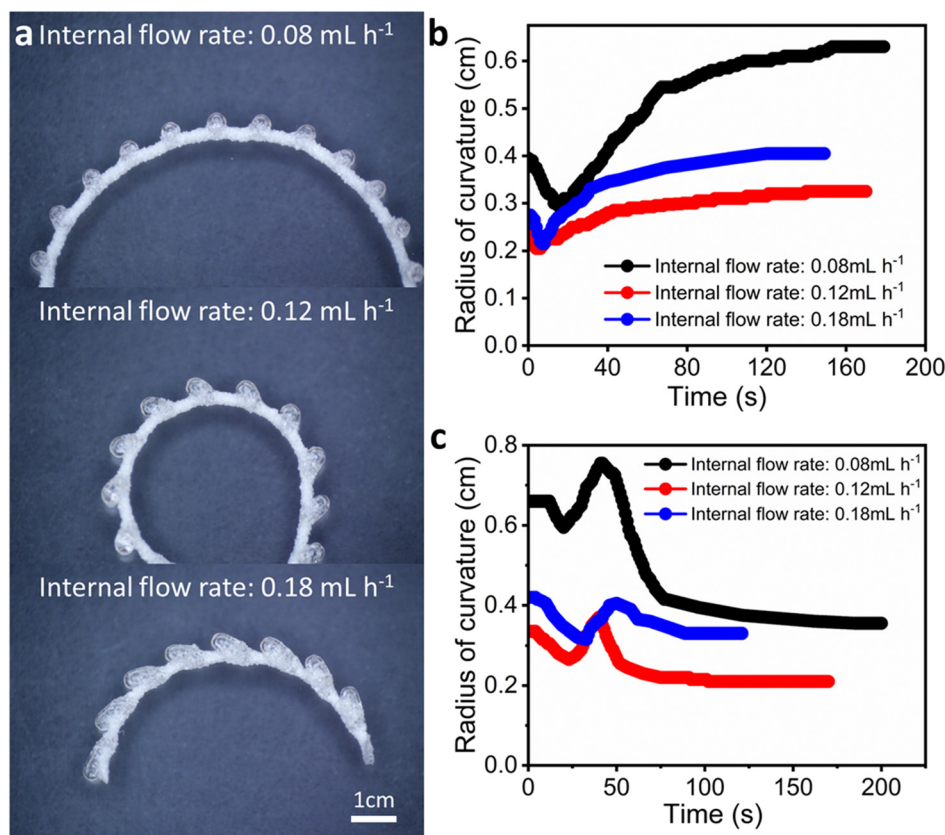 a Internal flow rate: 0.08 mL h-1
Internal flow rate: 0.12 mL h-1
Internal flow rate: 0.18 mL h-1
1cm
b
Radius of curvature (cm)
0.6
0.5
0.4
0.3
0.2
0.1
0.0
Internal flow rate: 0.08mL h-1
Internal flow rate: 0.12mL h-1
Internal flow rate: 0.18mL h-1
0 40 80 120 160 200
Time (s)
c
Radius of curvature (cm)
0.8
0.6
0.4
0.2
0.0
Internal flow rate: 0.08mL h-1
Internal flow rate: 0.12mL h-1
Internal flow rate: 0.18mL h-1
0 50 100 150 200
Time (s)